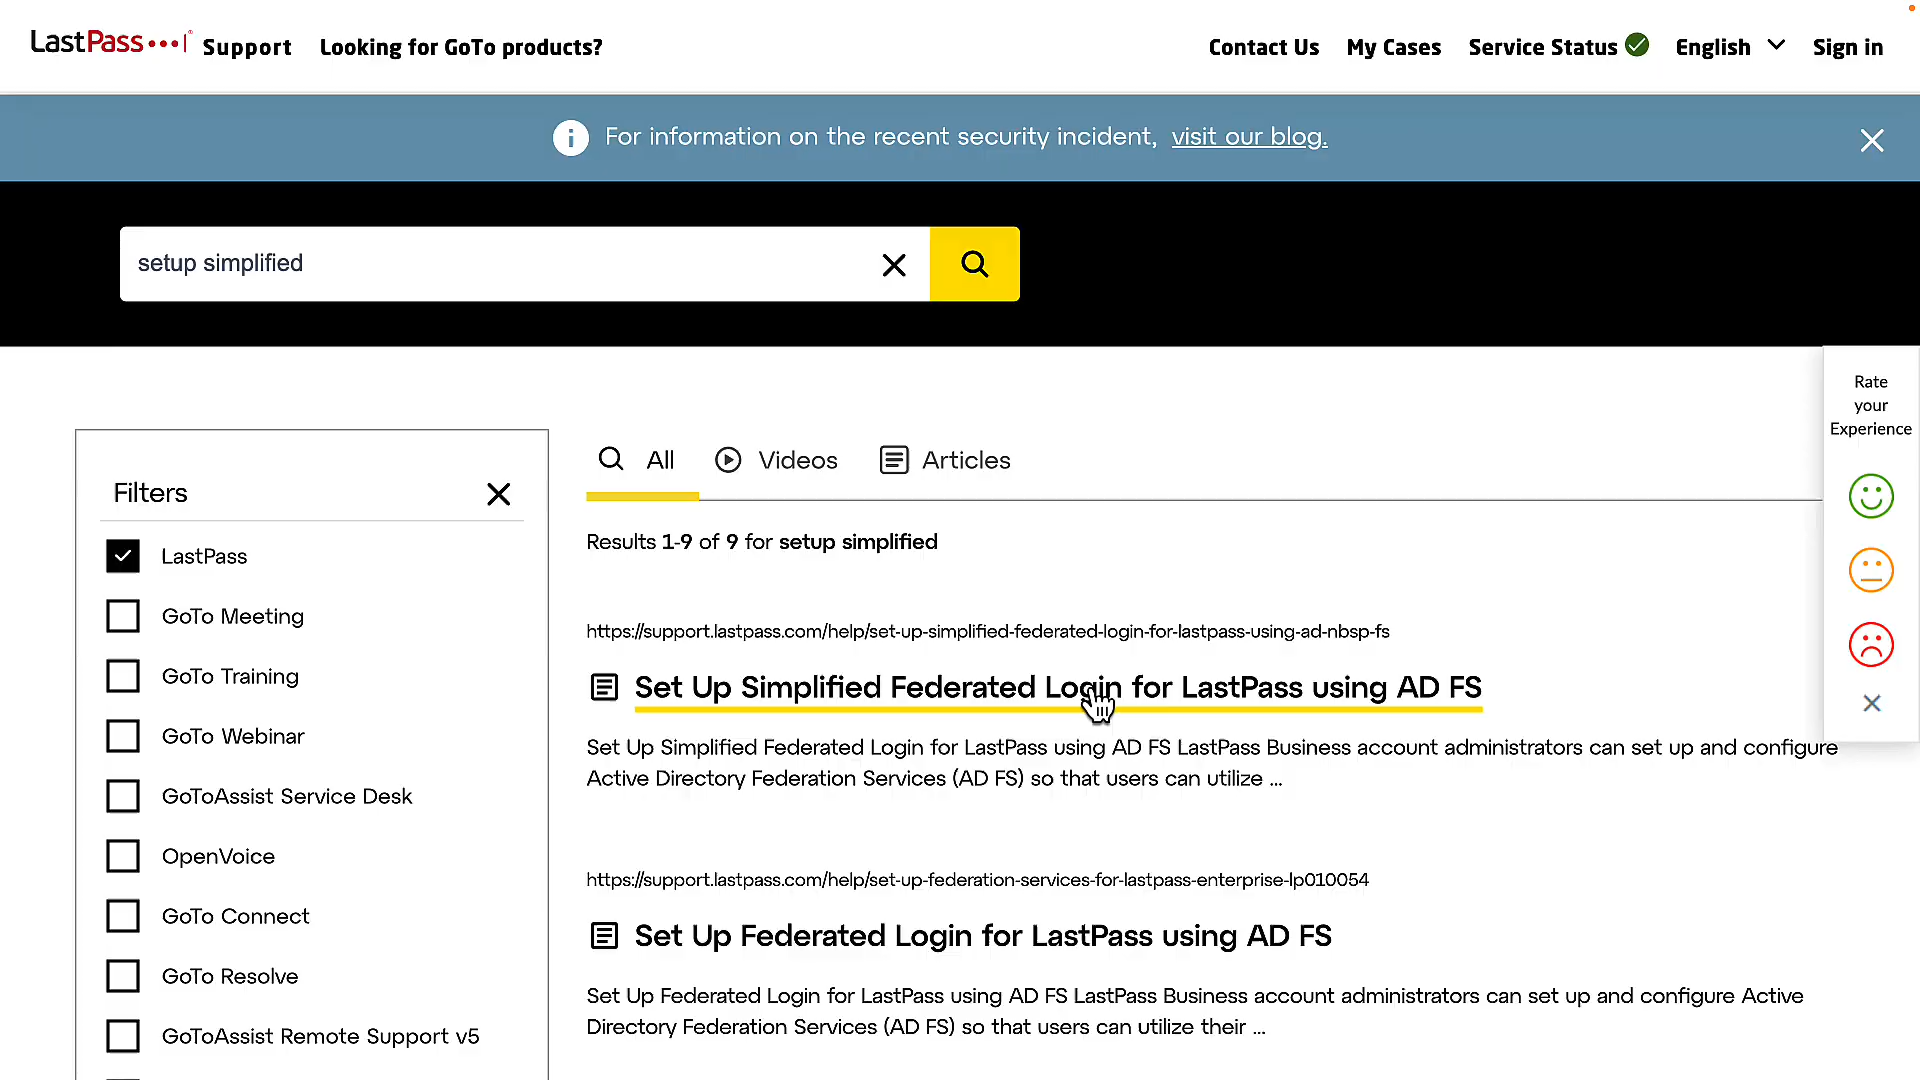 LastPass Support Looking for GoTo products? Contact Us My Cases Service Status English Sign in
For information on the recent security incident, visit our blog.
setup simplified
Rate
your
Experience
Filters
LastPass
GoTo Meeting
GoTo Training
GoTo Webinar
GoToAssist Service Desk
OpenVoice
GoTo Connect
GoTo Resolve
GoToAssist Remote Support v5
All Videos Articles
Results 1-9 of 9 for setup simplified
https://support.lastpass.com/help/set-up-simplified-federated-login-for-lastpass-using-ad-nbsp-fs
Set Up Simplified Federated Login for LastPass using AD FS
Set Up Simplified Federated Login for LastPass using AD FS LastPass Business account administrators can set up and configure
Active Directory Federation Services (AD FS) so that users can utilize ...
https://support.lastpass.com/help/set-up-federation-services-for-lastpass-enterprise-lp010054
Set Up Federated Login for LastPass using AD FS
Set Up Federated Login for LastPass using AD FS LastPass Business account administrators can set up and configure Active
Directory Federation Services (AD FS) so that users can utilize their ...